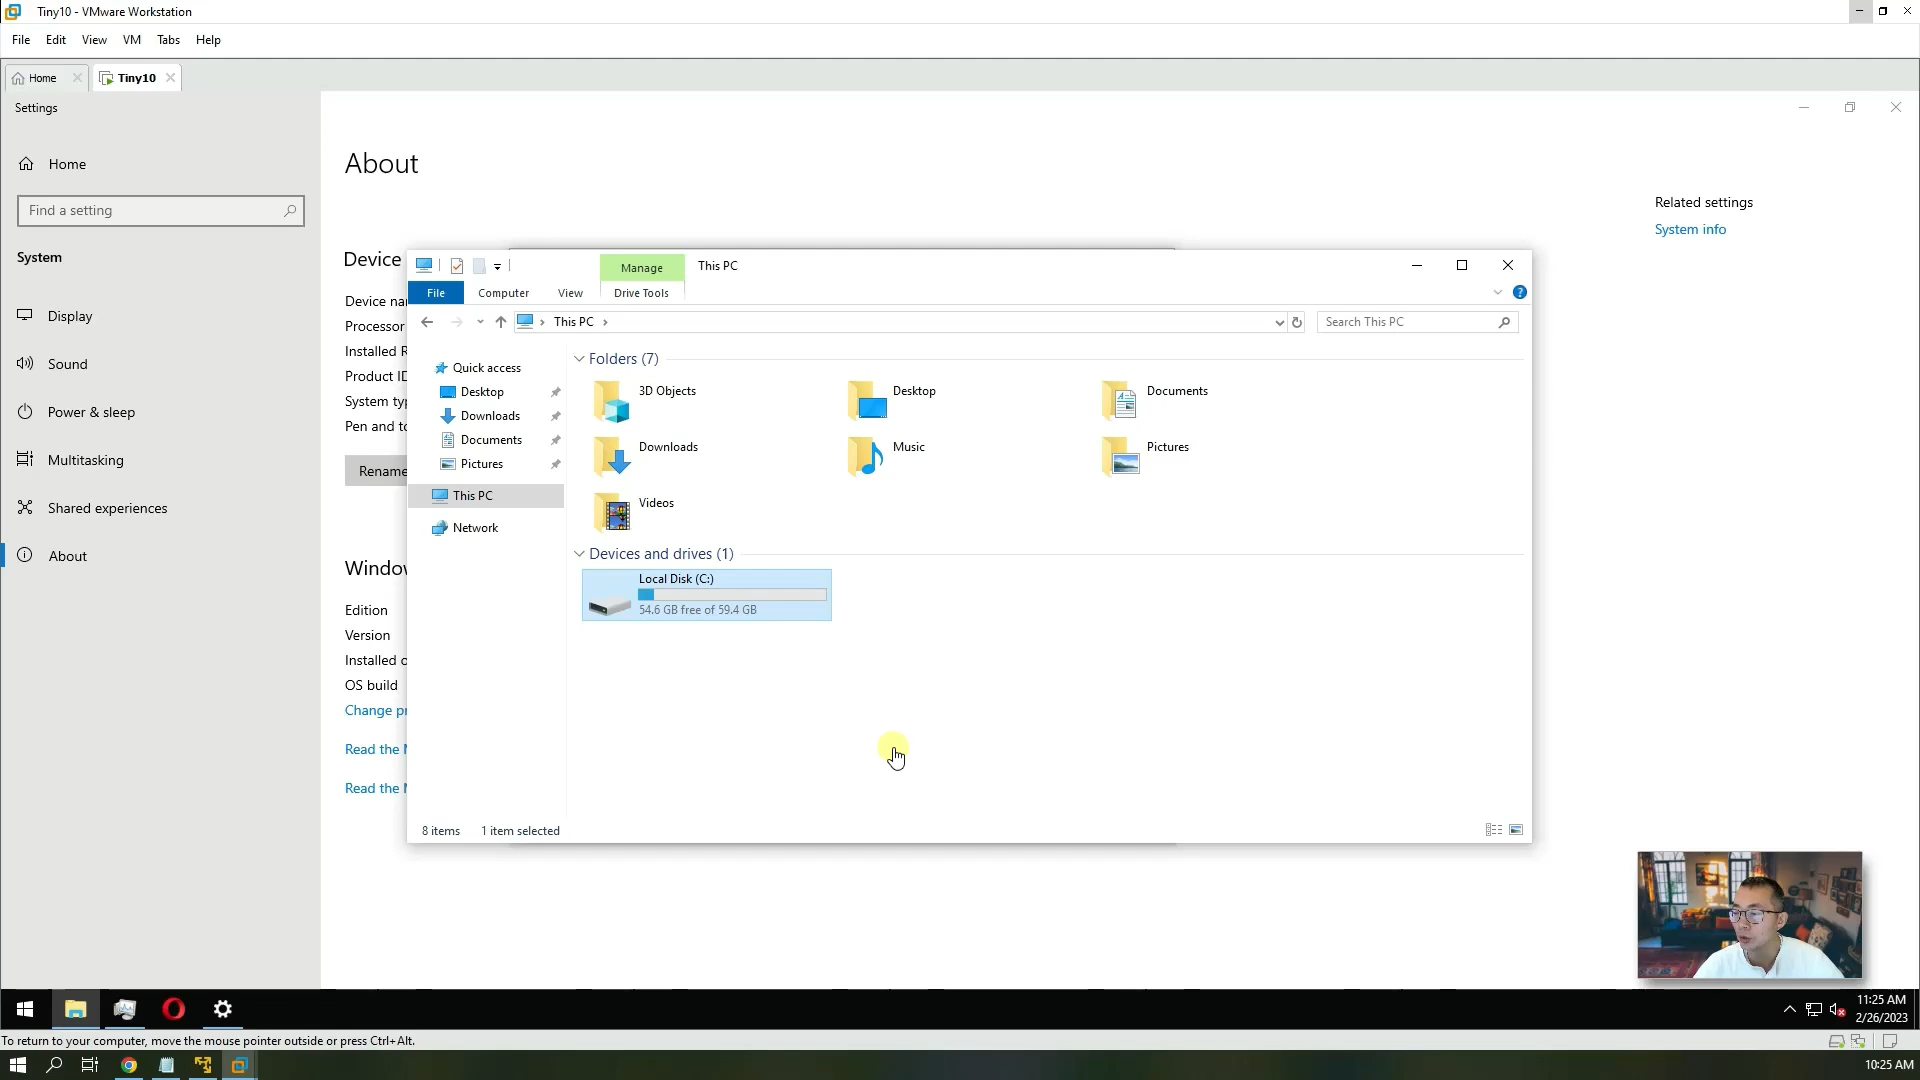 Tiny10 - VMware Workstation
File Edit View VM Tabs Help
Home
Tiny10
Settings
Home
Find a setting
System
Display
Sound
Power & sleep
Multitasking
Shared experiences
About
About
Device
Device na
Processor
Installed R
Product ID
System typ
Pen and to
Rename
Window
Edition
Version
Installed o
OS build
Change pr
Read the M
Read the M
Related settings
System info
Manage
This PC
File
Computer
View
Drive Tools
This PC
Search This PC
Quick access
Desktop
Downloads
Documents
Pictures
This PC
Network
Folders (7)
3D Objects
Desktop
Documents
Downloads
Music
Pictures
Videos
Devices and drives (1)
Local Disk (C:)
54.6 GB free of 59.4 GB
8 items
1 item selected
11:25 AM
2/26/2023
To return to your computer, move the mouse pointer outside or press Ctrl+Alt.
10:25 AM